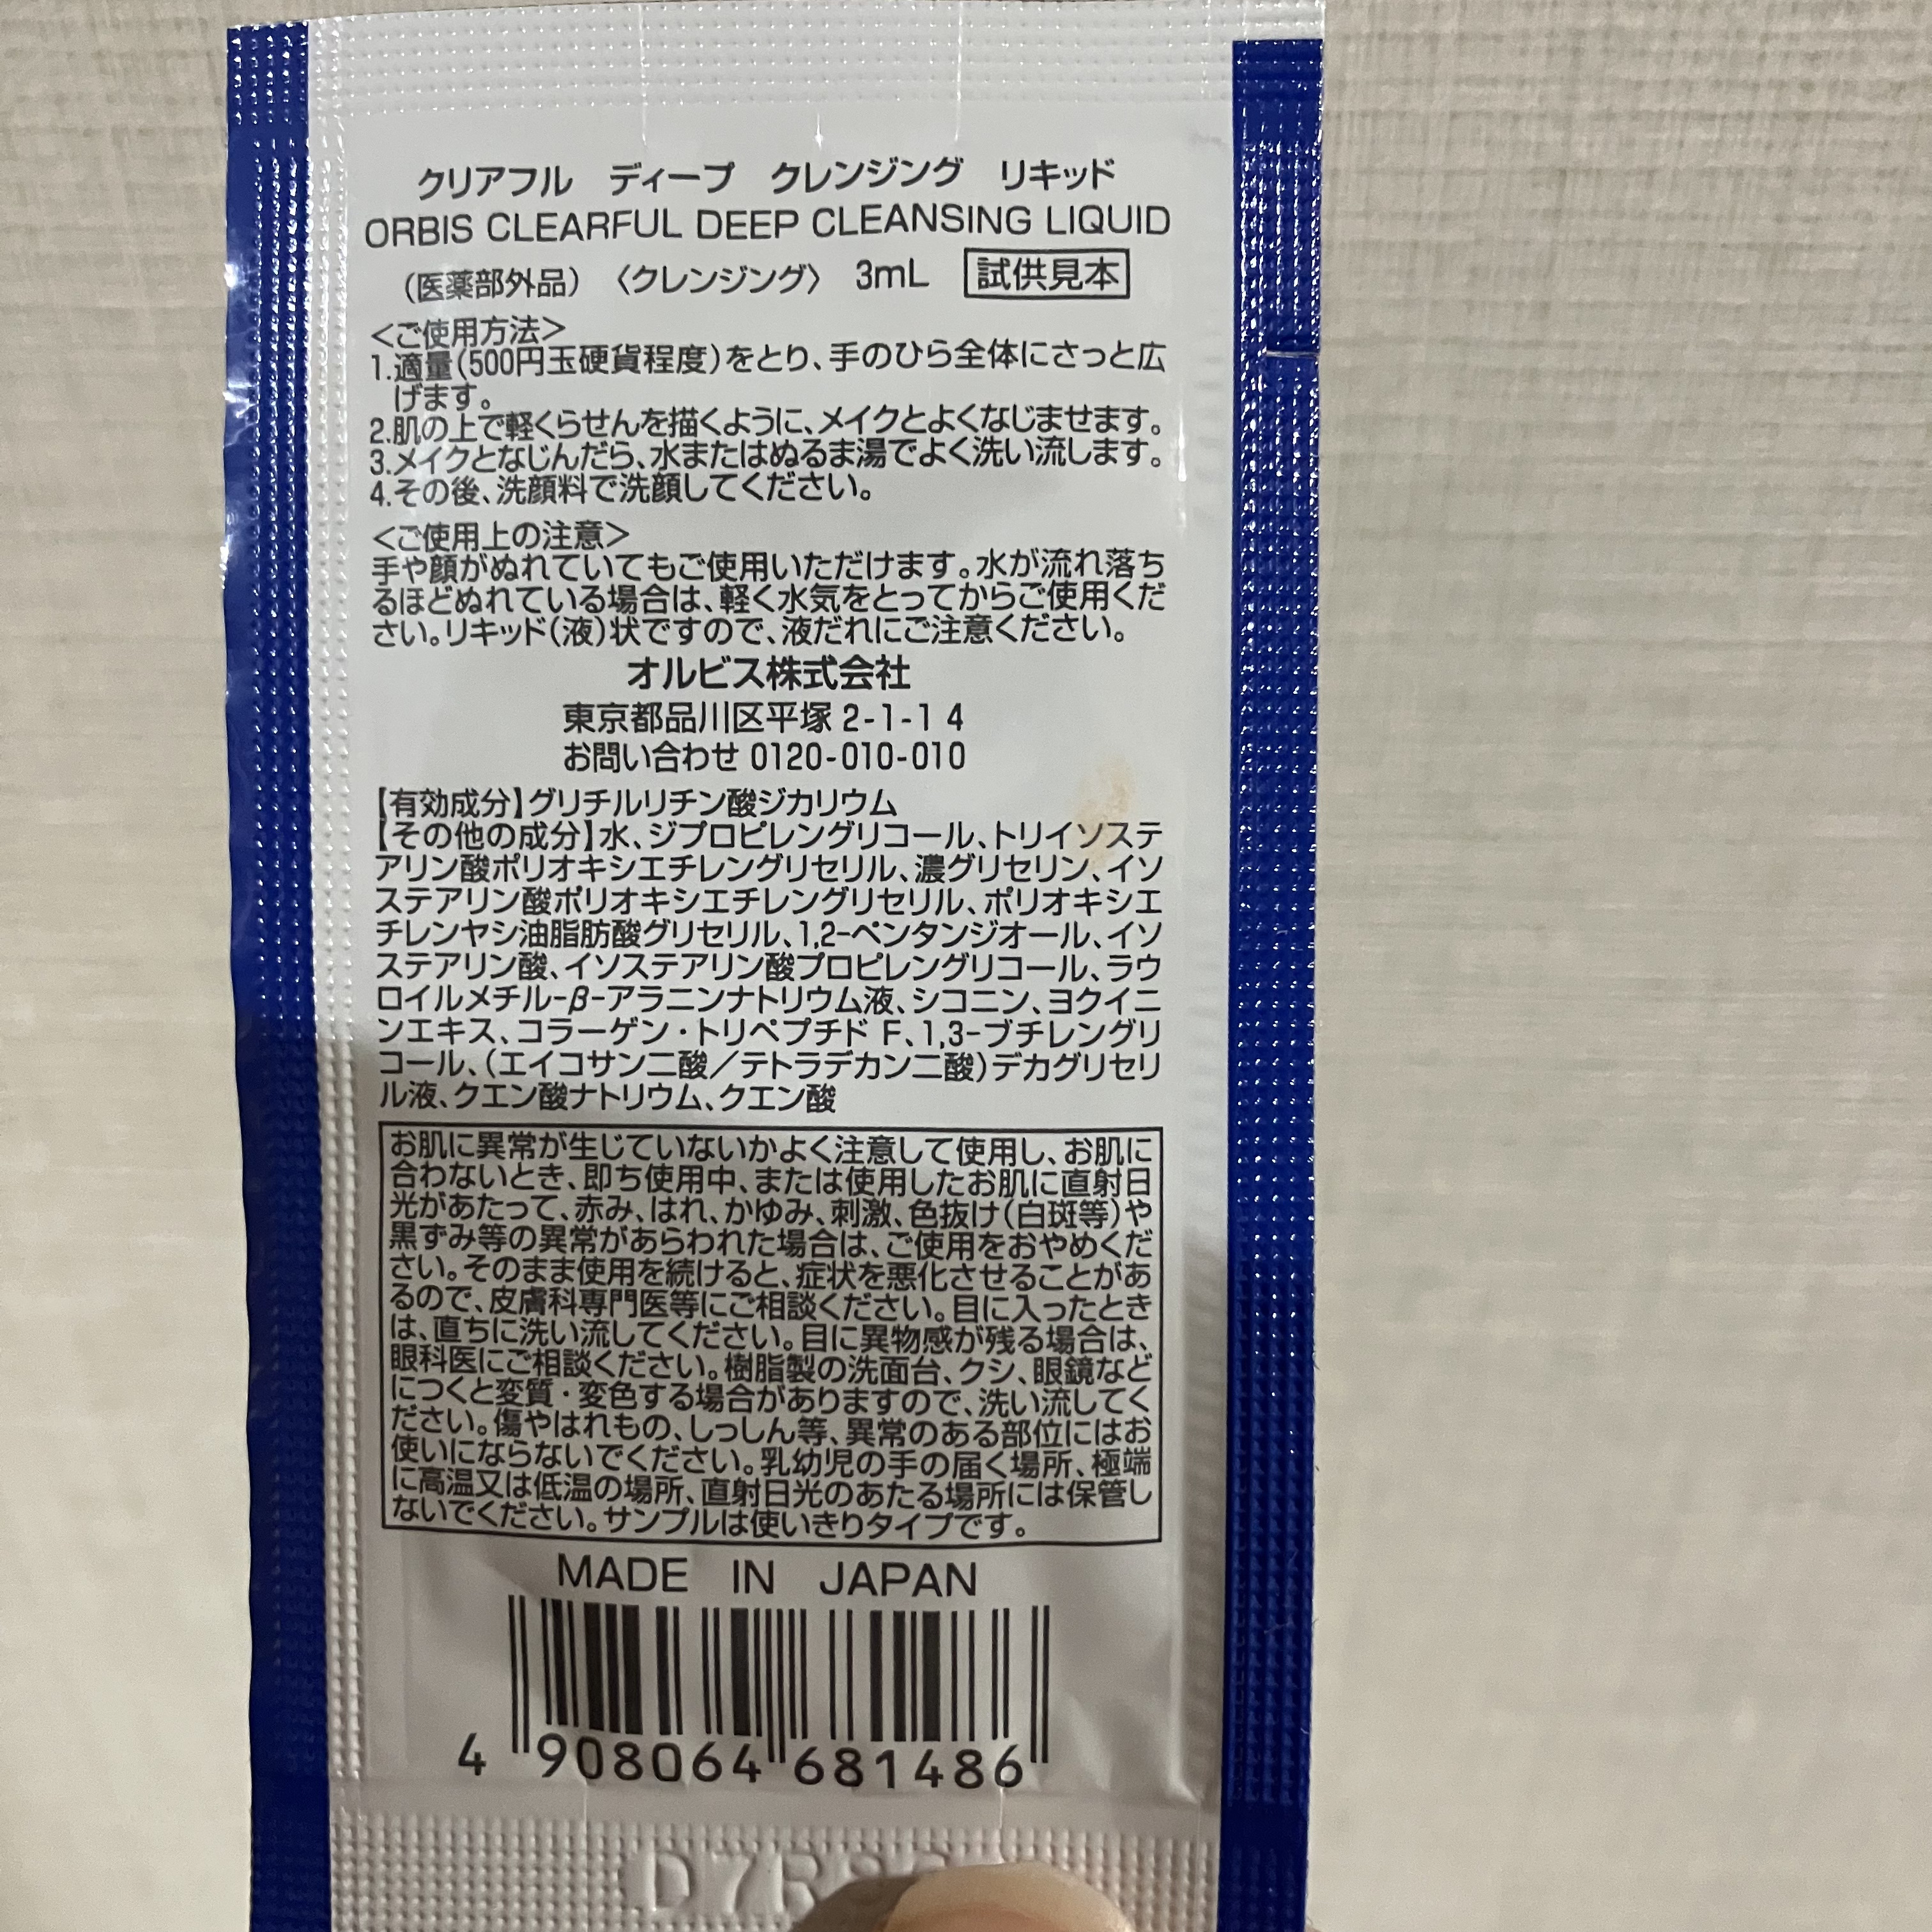 クリアフル ディープ クレンジング リキッド
ORBIS CLEARFUL DEEP CLEANSING LIQUID
(医薬部外品) 〈クレンジング〉 3mL 試供見本
＜ご使用方法＞
1.適量(500円玉硬貨程度)をとり、手のひら全体にさっと広
げます。
2.肌の上で軽くらせんを描くように、メイクとよくなじませます。
3.メイクとなじんだら、水またはぬるま湯でよく洗い流します。
4.その後、洗顔料で洗顔してください。
＜ご使用上の注意＞
手や顔がぬれていてもご使用いただけます。水が流れ落ち
るほどぬれている場合は、軽く水気をとってからご使用くだ
さい。リキッド(液)状ですので、液だれにご注意ください。
オルビス株式会社
東京都品川区平塚 2-1-1 4
お問い合わせ 0120-010-010
【有効成分】グリチルリチン酸ジカリウム
【その他の成分】水、ジプロピレングリコール、トリイソステ
アリン酸ポリオキシエチレングリセリル、濃グリセリン、イソ
ステアリン酸ポリオキシエチレングリセリル、ポリオキシエ
チレンヤシ油脂肪酸グリセリル、1,2-ペンタンジオール、イソ
ステアリン酸、イソステアリン酸プロピレングリコール、ラウ
ロイルメチル-β-アラニンナトリウム液、シコニン、ヨクイニ
ンエキス、コラーゲン・トリペプチド F、1,3-ブチレングリ
コール、(エイコサン二酸／テトラデカン二酸)デカグリセリ
ル液、クエン酸ナトリウム、クエン酸
お肌に異常が生じていないかよく注意して使用し、お肌に
合わないとき、即ち使用中、または使用したお肌に直射日
光があたって、赤み、はれ、かゆみ、刺激、色抜け(白斑等)や
黒ずみ等の異常があらわれた場合は、ご使用をおやめくだ
さい。そのまま使用を続けると、症状を悪化させることがあ
るので、皮膚科専門医等にご相談ください。目に入ったとき
は、直ちに洗い流してください。目に異物感が残る場合は、
眼科医にご相談ください。樹脂製の洗面台、クシ、眼鏡など
につくと変質・変色する場合がありますので、洗い流してく
ださい。傷やはれもの、しっしん等、異常のある部位にはお
使いにならないでください。乳幼児の手の届く場所、極端
に高温又は低温の場所、直射日光のあたる場所には保管し
ないでください。サンプルは使いきりタイプです。
MADE IN JAPAN
4 908064 681486